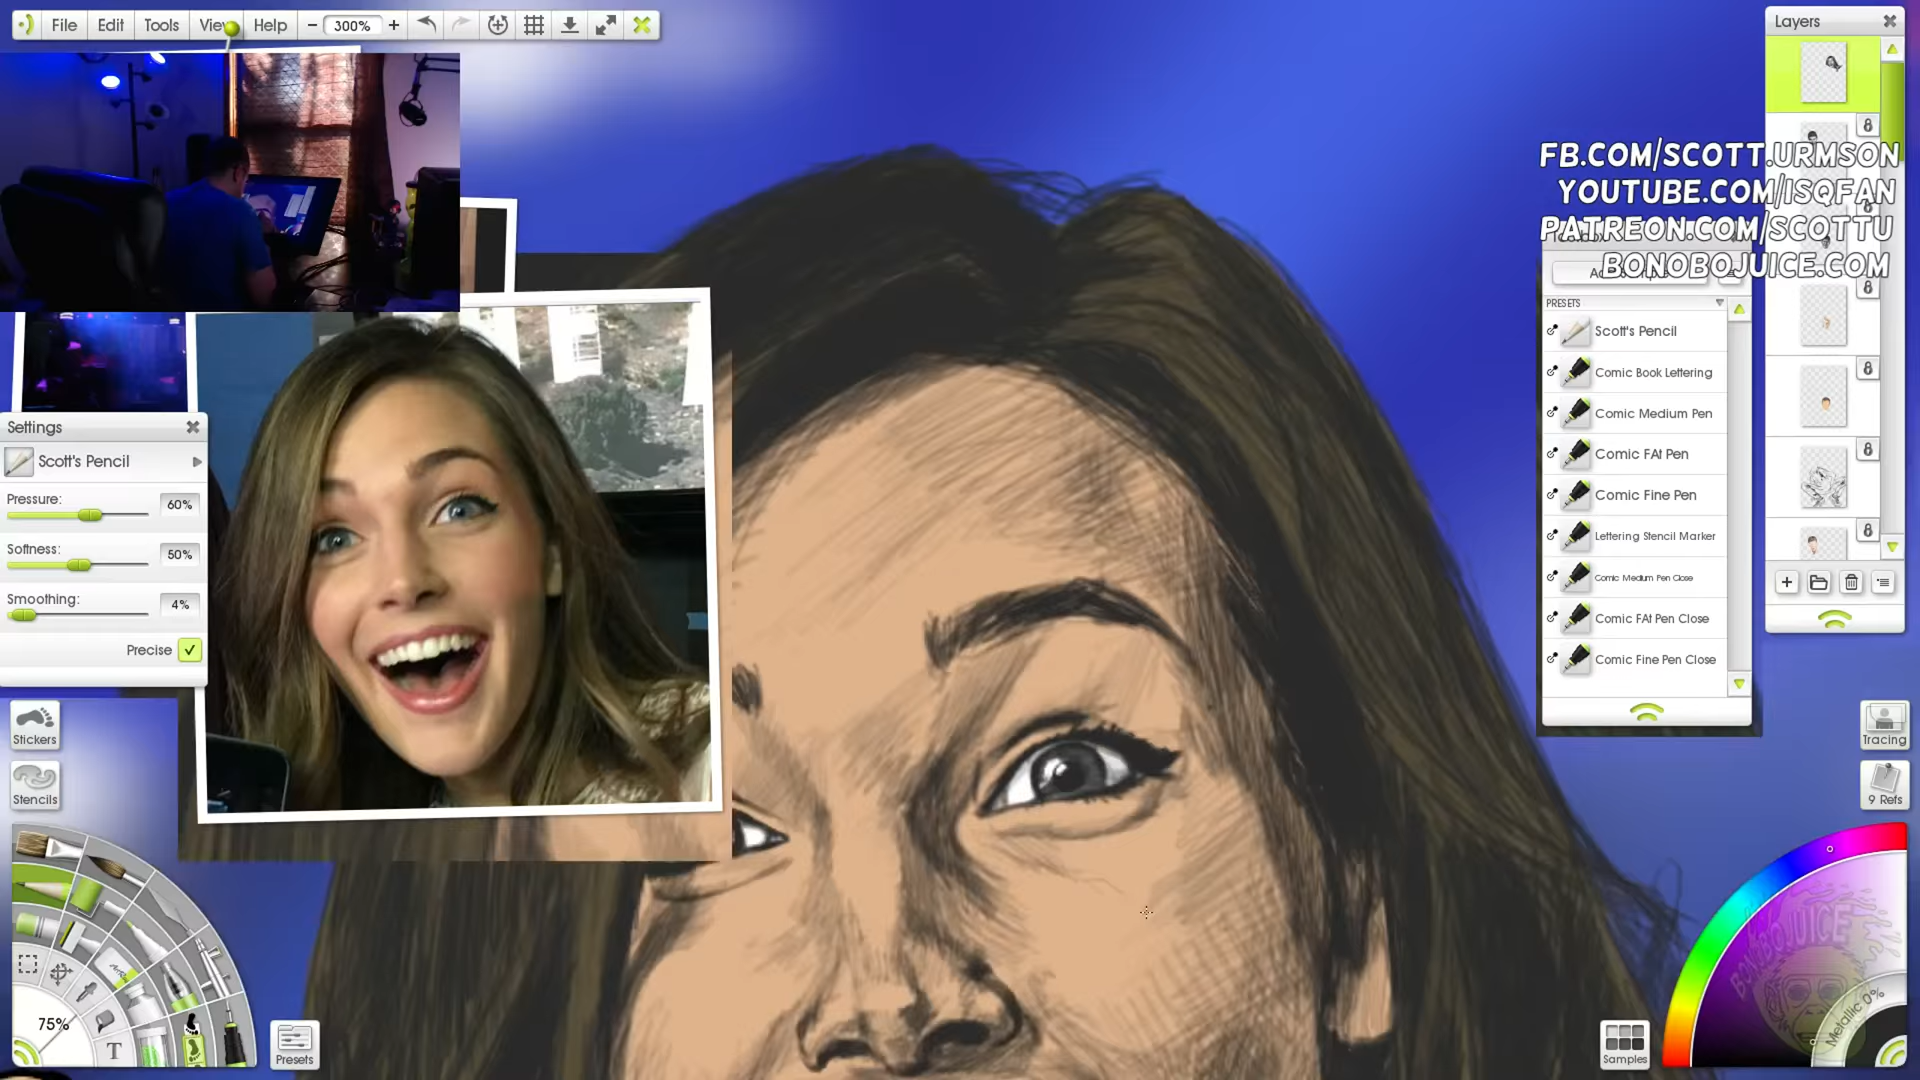 File Edit Tools View Help 300%
Layers
FB.COM/SCOTT.URMSON
YOUTUBE.COM/ISQFAN
PATREON.COM/SCOTTU
BONOBOJUICE.COM
PRESETS
Scott's Pencil
Comic Book Lettering
Comic Medium Pen
Comic FAt Pen
Comic Fine Pen
Lettering Stencil Marker
Comic Medium Pen Close
Comic FAt Pen Close
Comic Fine Pen Close
Settings
Scott's Pencil
Pressure: 60%
Softness: 50%
Smoothing: 4%
Precise
Stickers
Stencils
75%
T
Presets
Tracing
9 Refs
Samples
BONOBOJUICE
Metallic 0%